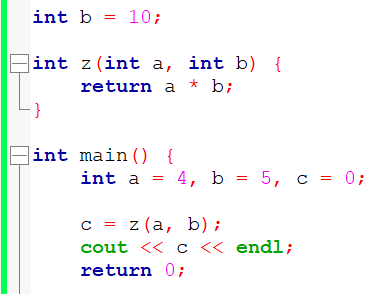 int b = 10;
int z(int a, int b) {
return a * b;
}
int main() {
int a = 4, b = 5, c = 0;
c = z(a, b);
cout << c << endl;
return 0;